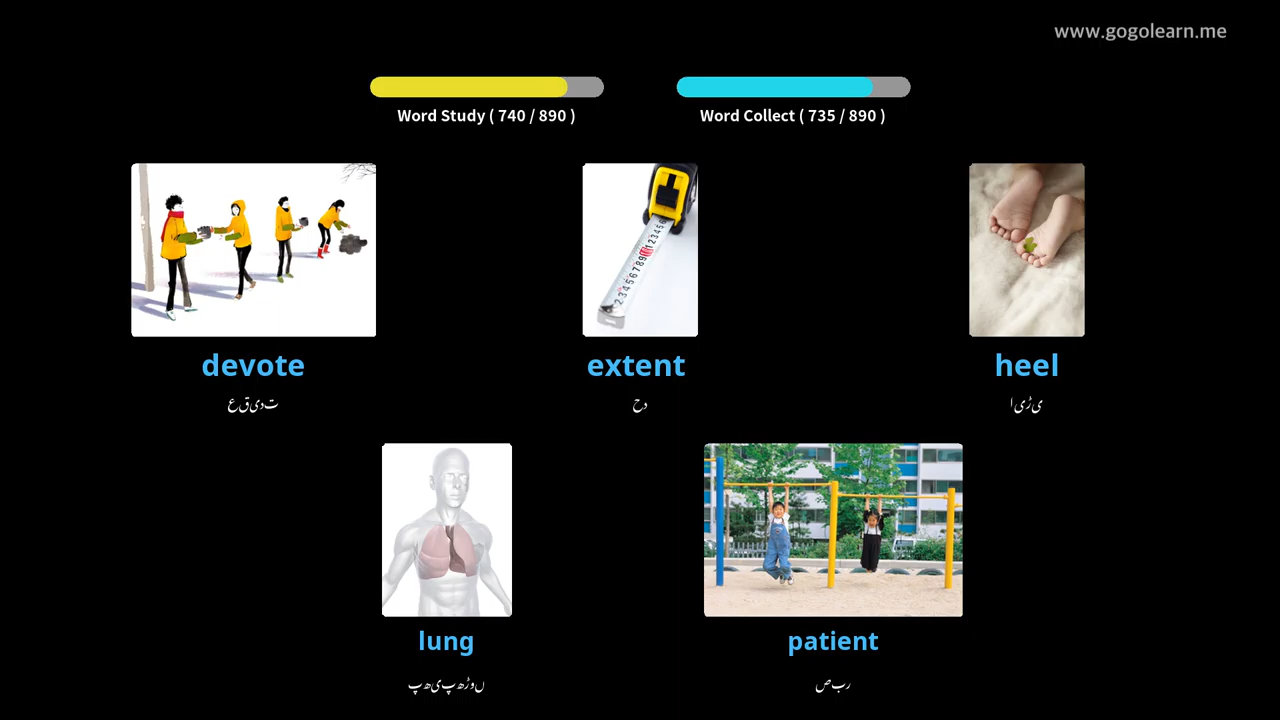 www.gogolearn.me
Word Study ( 740 / 890 )
Word Collect ( 735 / 890 )
devote
عقیدت
extent
حد
heel
ایڑی
lung
پھیپھڑوں
patient
صبر